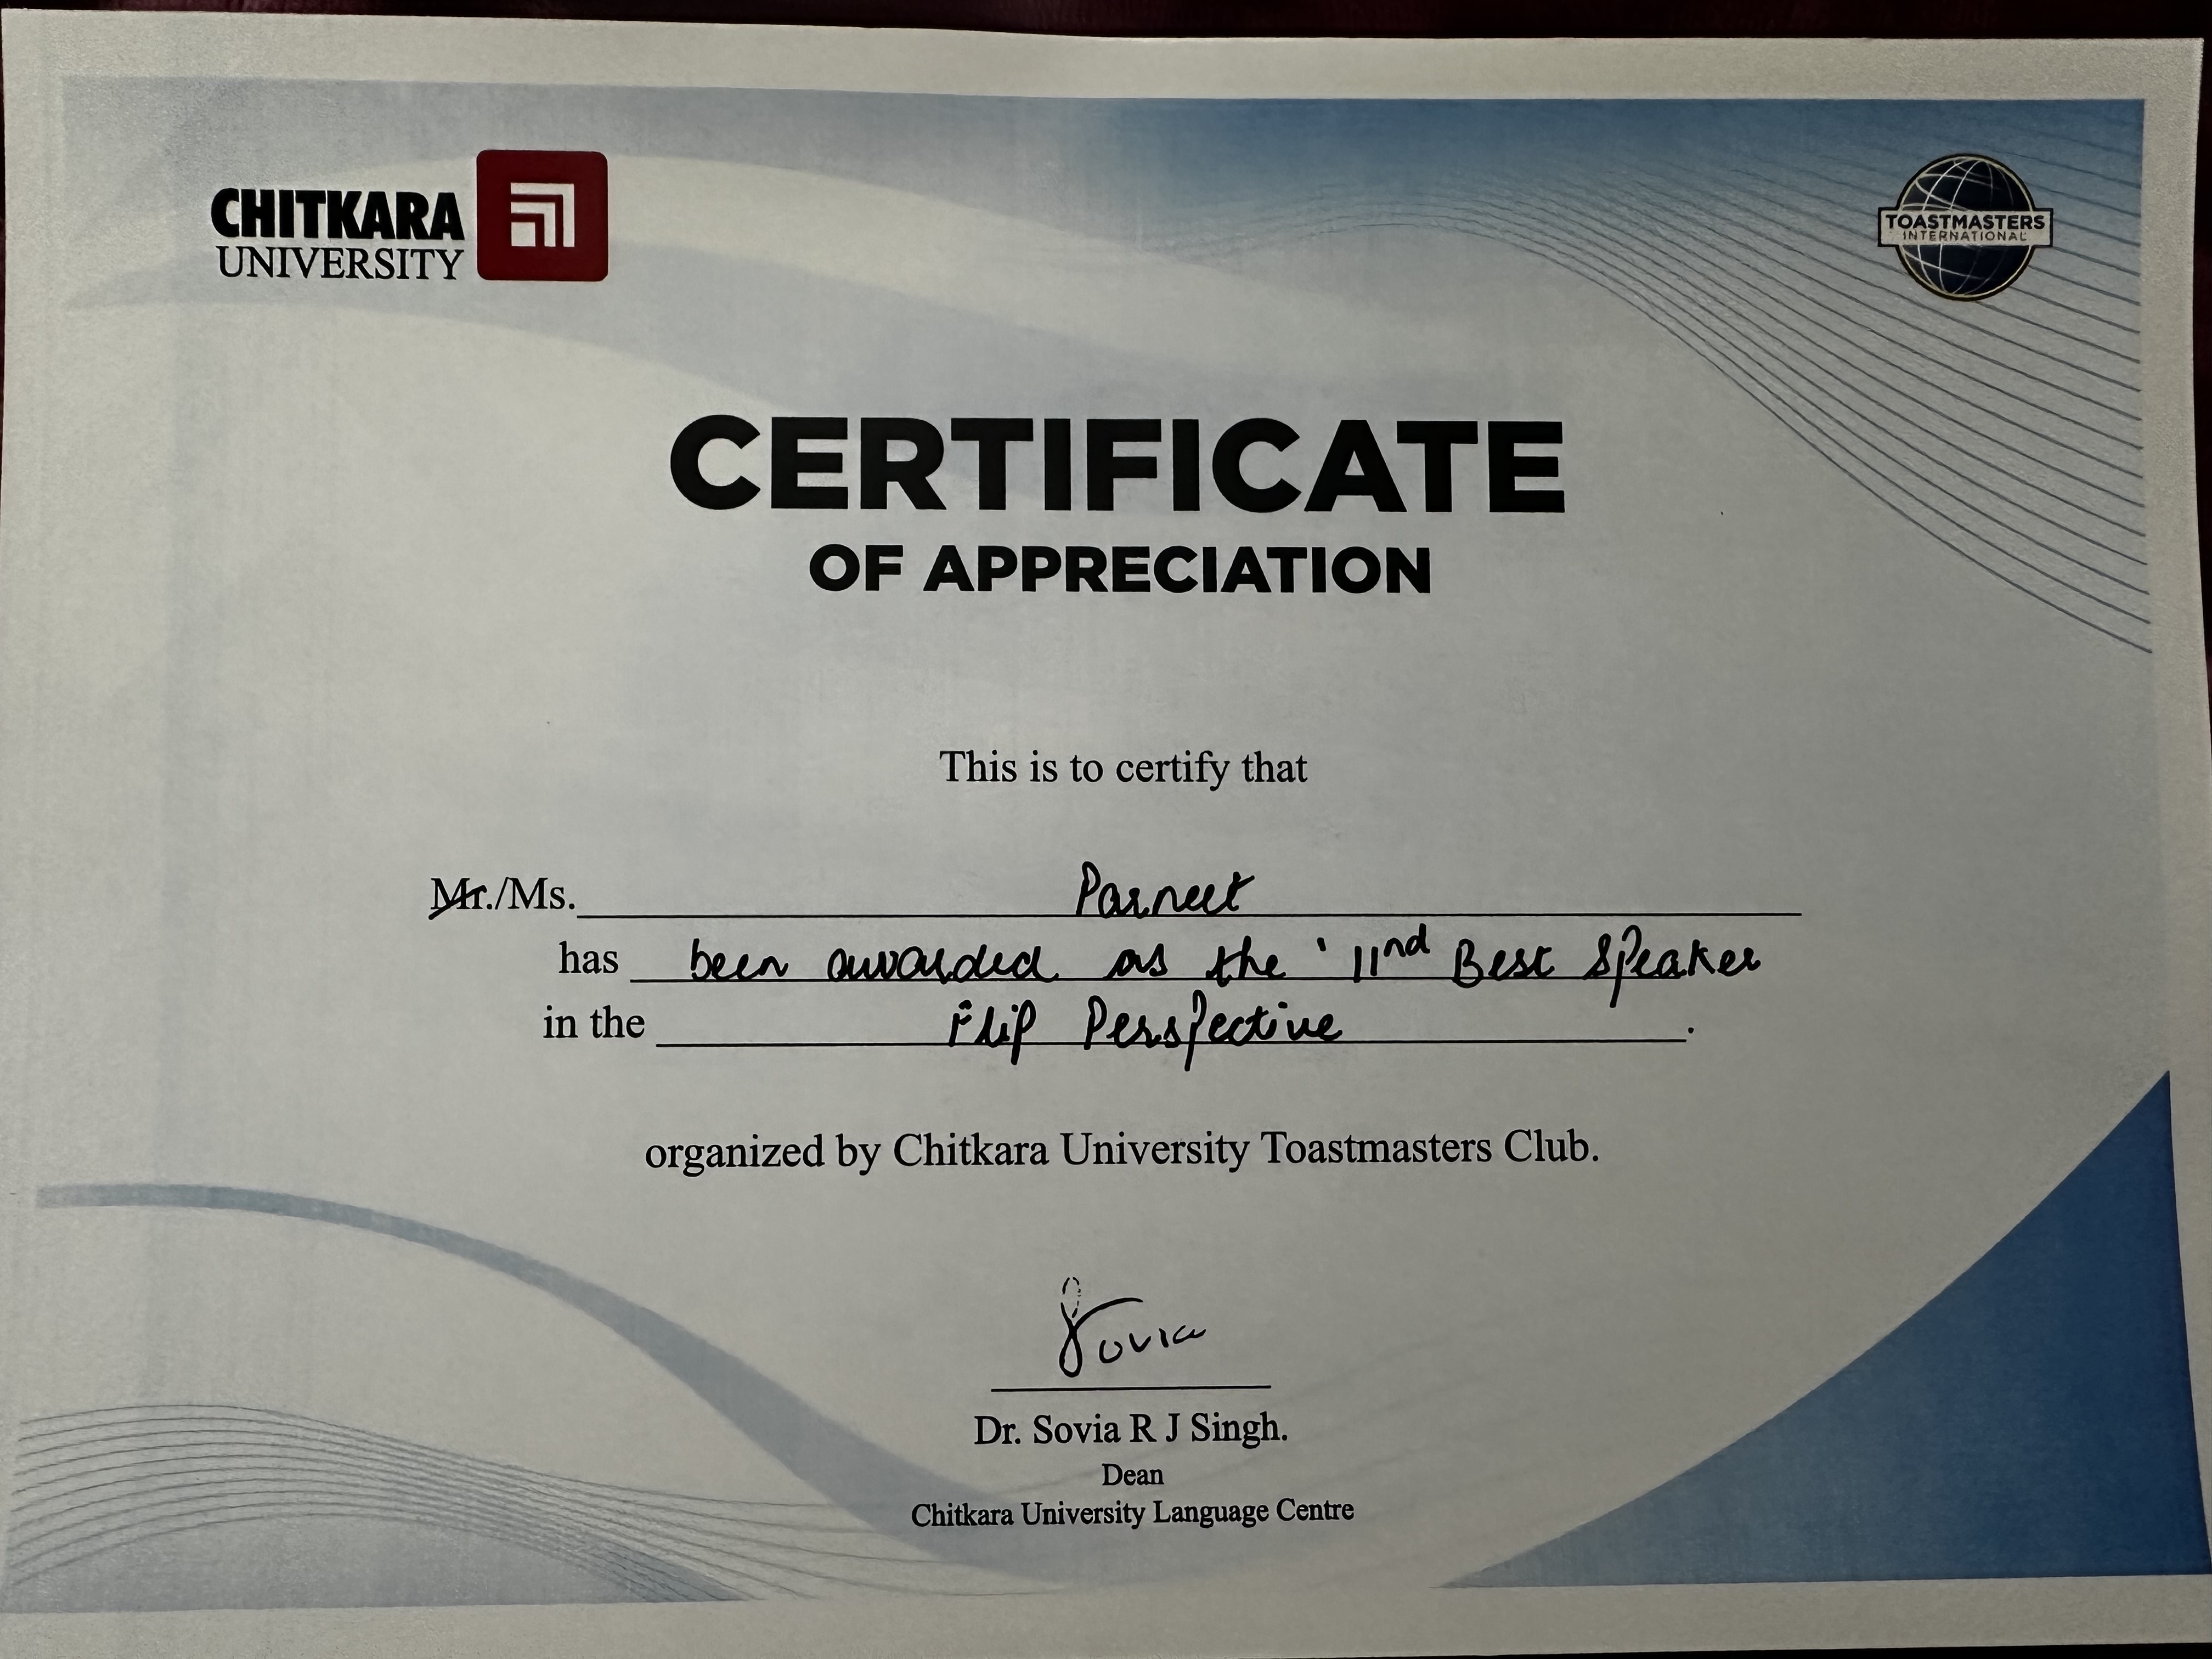 CHITKARA
UNIVERSITY
TOASTMASTERS
INTERNATIONAL
CERTIFICATE
OF APPRECIATION
This is to certify that
Mr./Ms. Parneet
has been awarded as the ' IInd Best Speaker
in the Flip Perspective .
organized by Chitkara University Toastmasters Club.
Sovia
Dr. Sovia R J Singh.
Dean
Chitkara University Language Centre